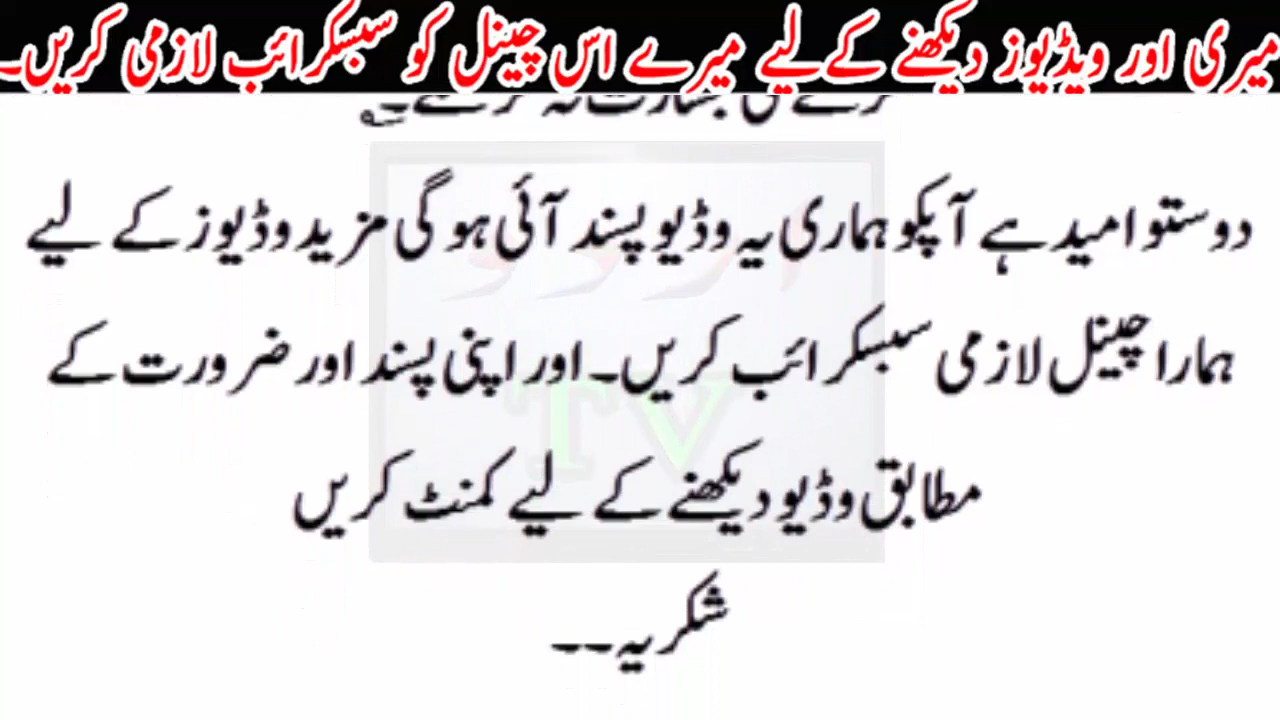 میری اور ویڈیوز دیکھنے کے لیے میرے اس چینل کو سبسکرائب لازمی کریں۔
دوستو امید ہے آپکو ہماری یہ وڈیو پسند آئی ہو گی مزید وڈیوز کے لیے
ہمارا چینل لازمی سبسکرائب کریں۔ اور اپنی پسند اور ضرورت کے
مطابق وڈیو دیکھنے کے لیے کمنٹ کریں
شکریہ۔۔۔
TV